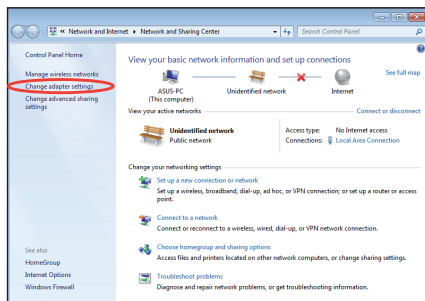 « Network and Internet ▸ Network and Sharing Center
Search Control Panel
Control Panel Home
Manage wireless networks
Change adapter settings
Change advanced sharing
settings
View your basic network information and set up connections
See full map
ASUS-PC
(This computer)
Unidentified network
Internet
View your active networks
Connect or disconnect
Unidentified network
Public network
Access type: No Internet access
Connections: Local Area Connection
Change your networking settings
Set up a new connection or network
Set up a wireless, broadband, dial-up, ad hoc, or VPN connection; or set up a router or access
point.
Connect to a network
Connect or reconnect to a wireless, wired, dial-up, or VPN network connection.
Choose homegroup and sharing options
Access files and printers located on other network computers, or change sharing settings.
Troubleshoot problems
Diagnose and repair network problems, or get troubleshooting information.
See also
HomeGroup
Internet Options
Windows Firewall